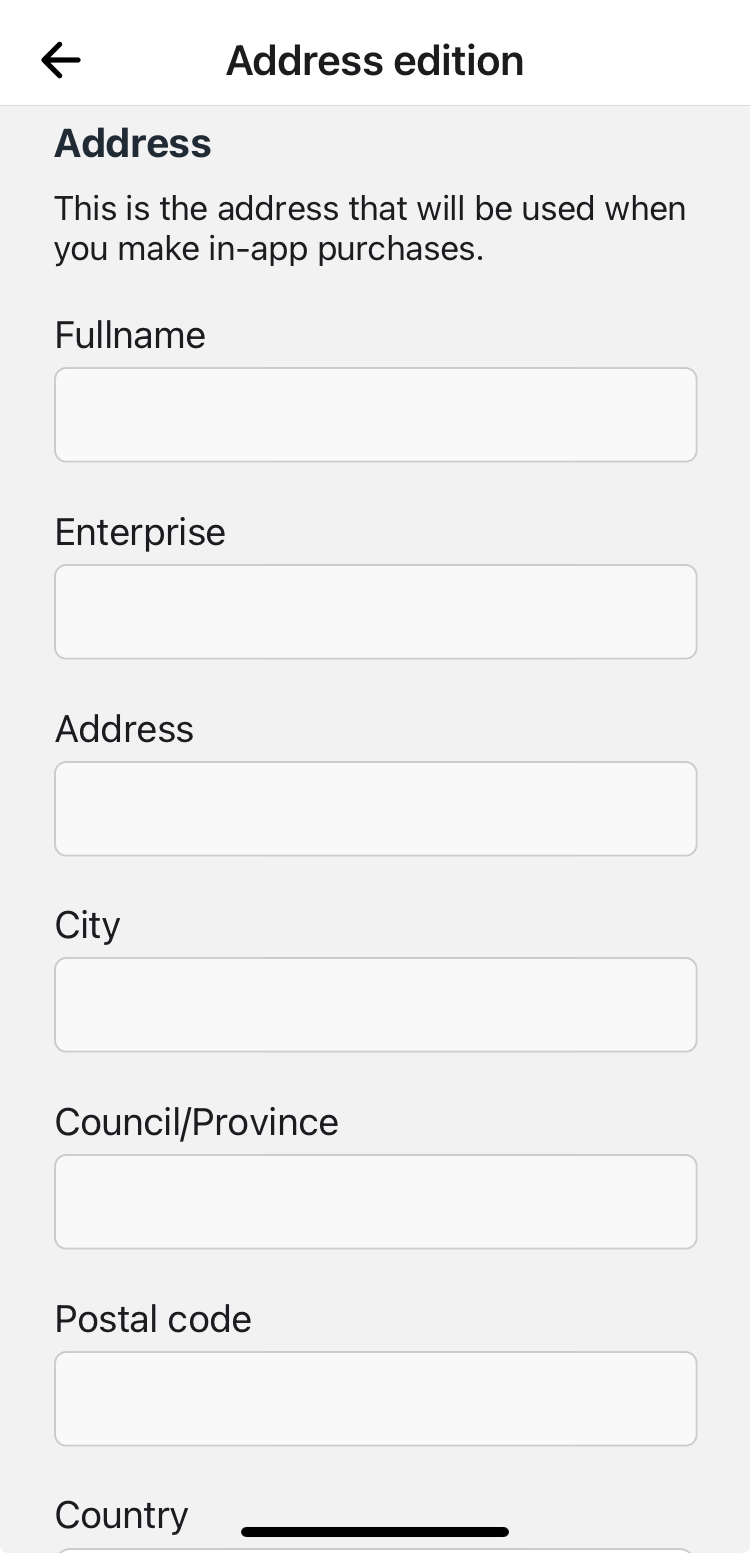 Address edition
Address
This is the address that will be used when
you make in-app purchases.
Fullname
Enterprise
Address
City
Council/Province
Postal code
Country